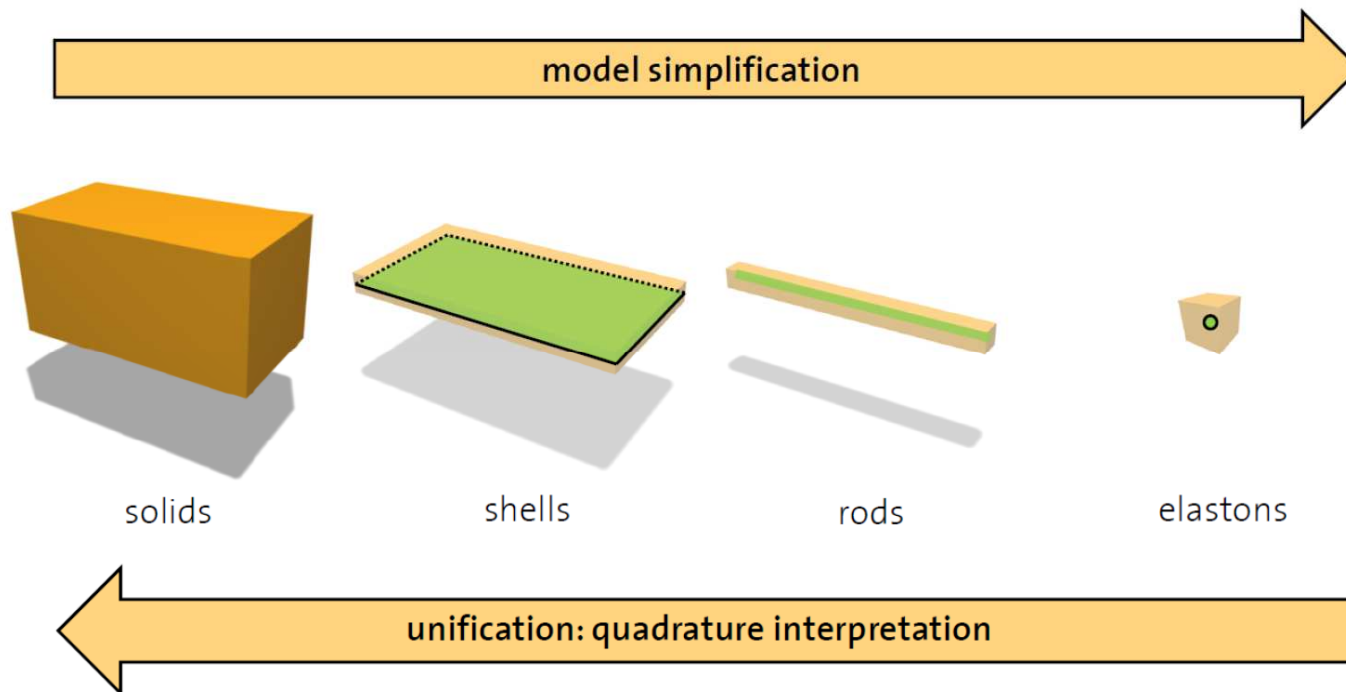 model simplification
solids
shells
rods
elastons
unification: quadrature interpretation